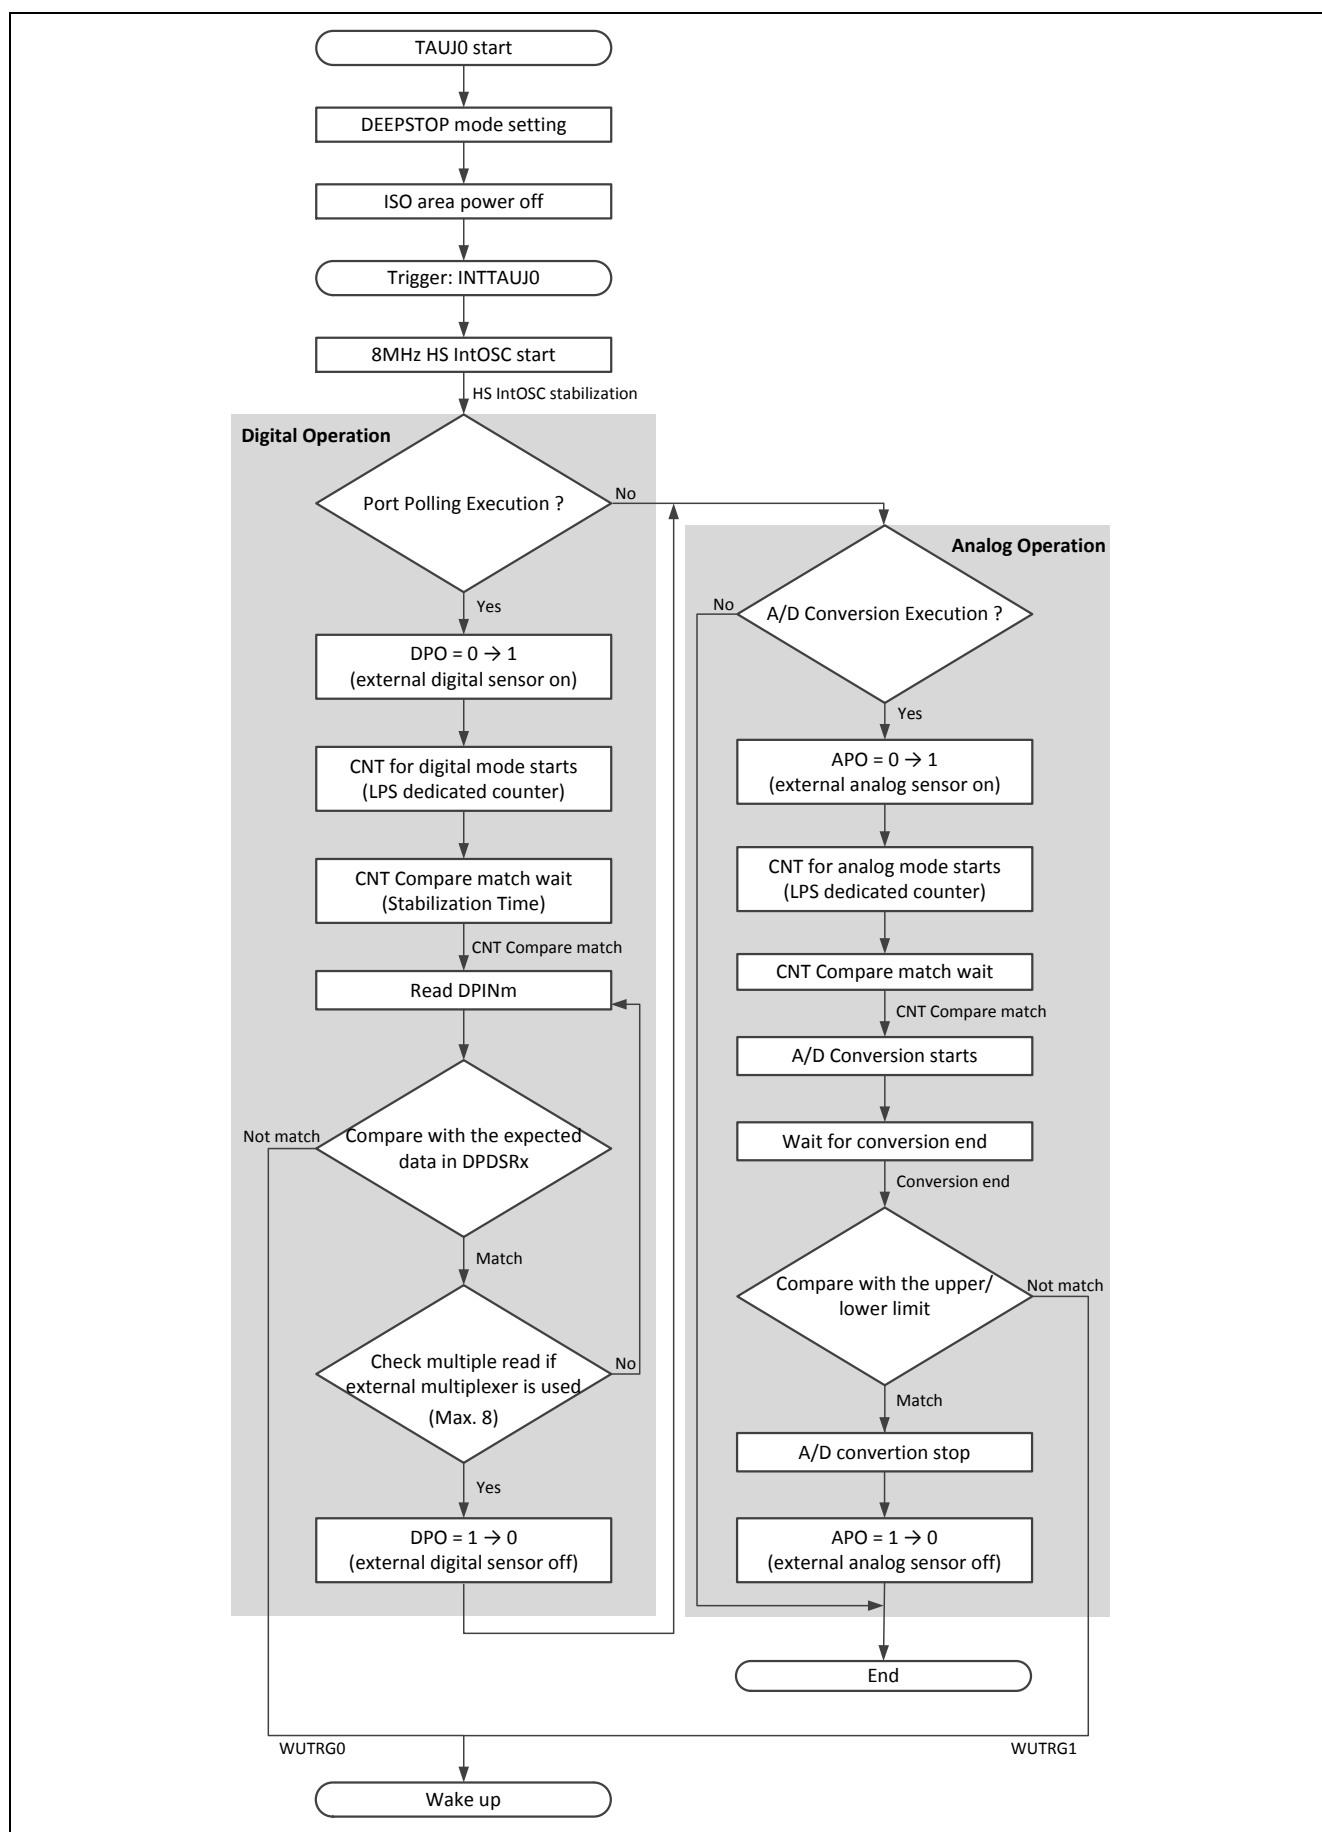 TAUJ0 start
DEEPSTOP mode setting
ISO area power off
Trigger: INTTAUJ0
8MHz HS IntOSC start
HS IntOSC stabilization
Digital Operation
Port Polling Execution ?
No
Yes
DPO = 0 → 1
(external digital sensor on)
CNT for digital mode starts
(LPS dedicated counter)
CNT Compare match wait
(Stabilization Time)
CNT Compare match
Read DPINm
Not match
Compare with the expected
data in DPDSRx
Match
Check multiple read if
external multiplexer is used
(Max. 8)
No
Yes
DPO = 1 → 0
(external digital sensor off)
Analog Operation
No
A/D Conversion Execution ?
Yes
APO = 0 → 1
(external analog sensor on)
CNT for analog mode starts
(LPS dedicated counter)
CNT Compare match wait
CNT Compare match
A/D Conversion starts
Wait for conversion end
Conversion end
Compare with the upper/
lower limit
Not match
Match
A/D convertion stop
APO = 1 → 0
(external analog sensor off)
End
WUTRG0
WUTRG1
Wake up